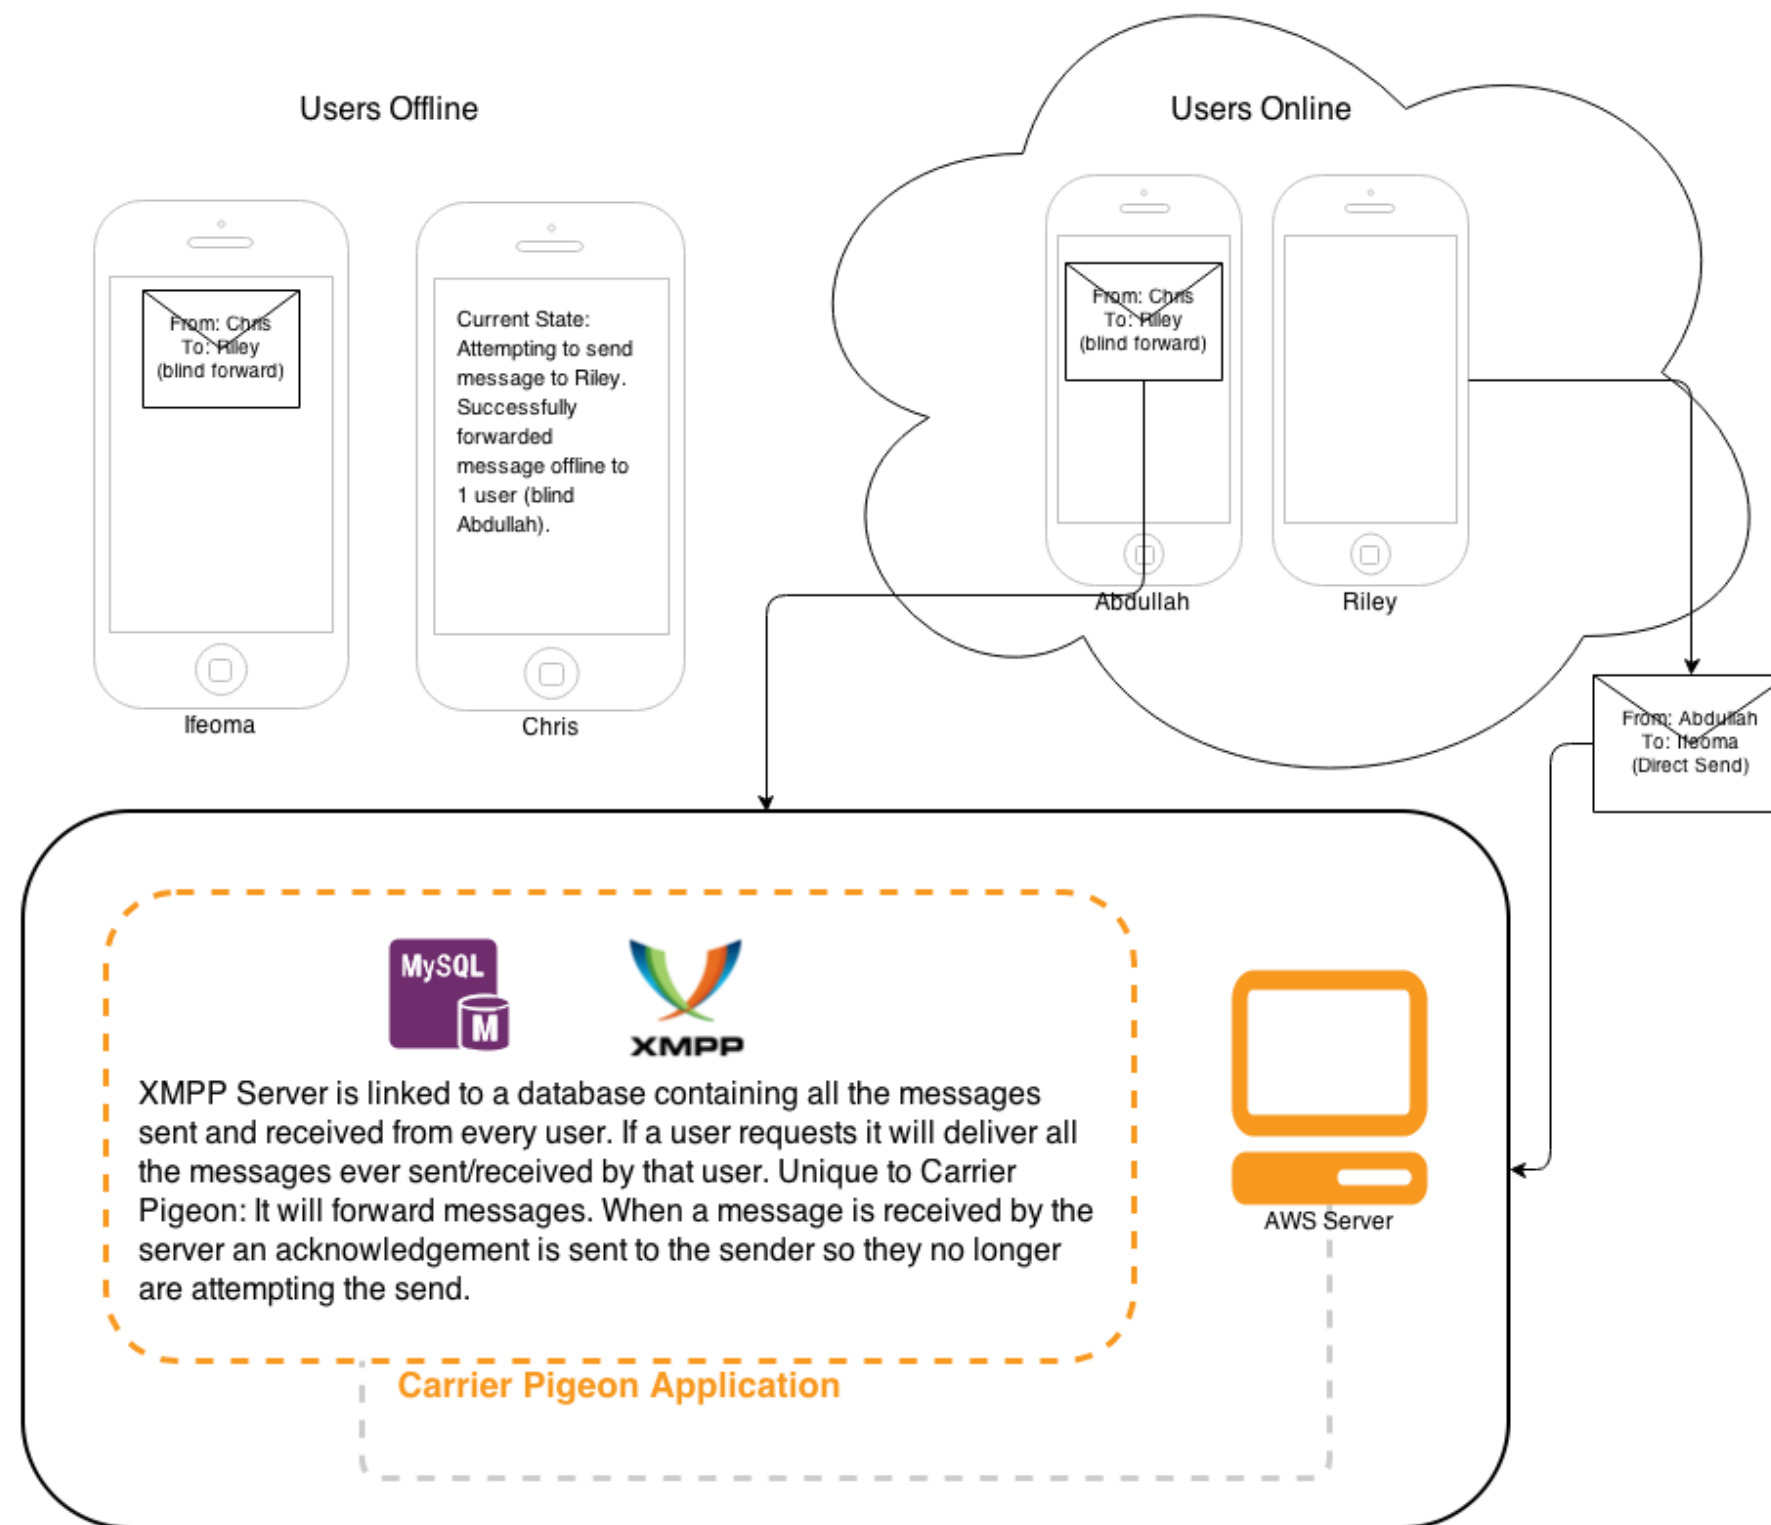 Users Offline
Users Online
From: Chris
To: Riley
(blind forward)
Current State:
Attempting to send
message to Riley.
Successfully
forwarded
message offline to
1 user (blind
Abdullah).
From: Chris
To: Riley
(blind forward)
Abdullah
Riley
Ifeoma
Chris
From: Abdullah
To: Ifeoma
(Direct Send)
MySQL
M
XMPP
XMPP Server is linked to a database containing all the messages
sent and received from every user. If a user requests it will deliver all
the messages ever sent/received by that user. Unique to Carrier
Pigeon: It will forward messages. When a message is received by the
server an acknowledgement is sent to the sender so they no longer
are attempting the send.
AWS Server
Carrier Pigeon Application